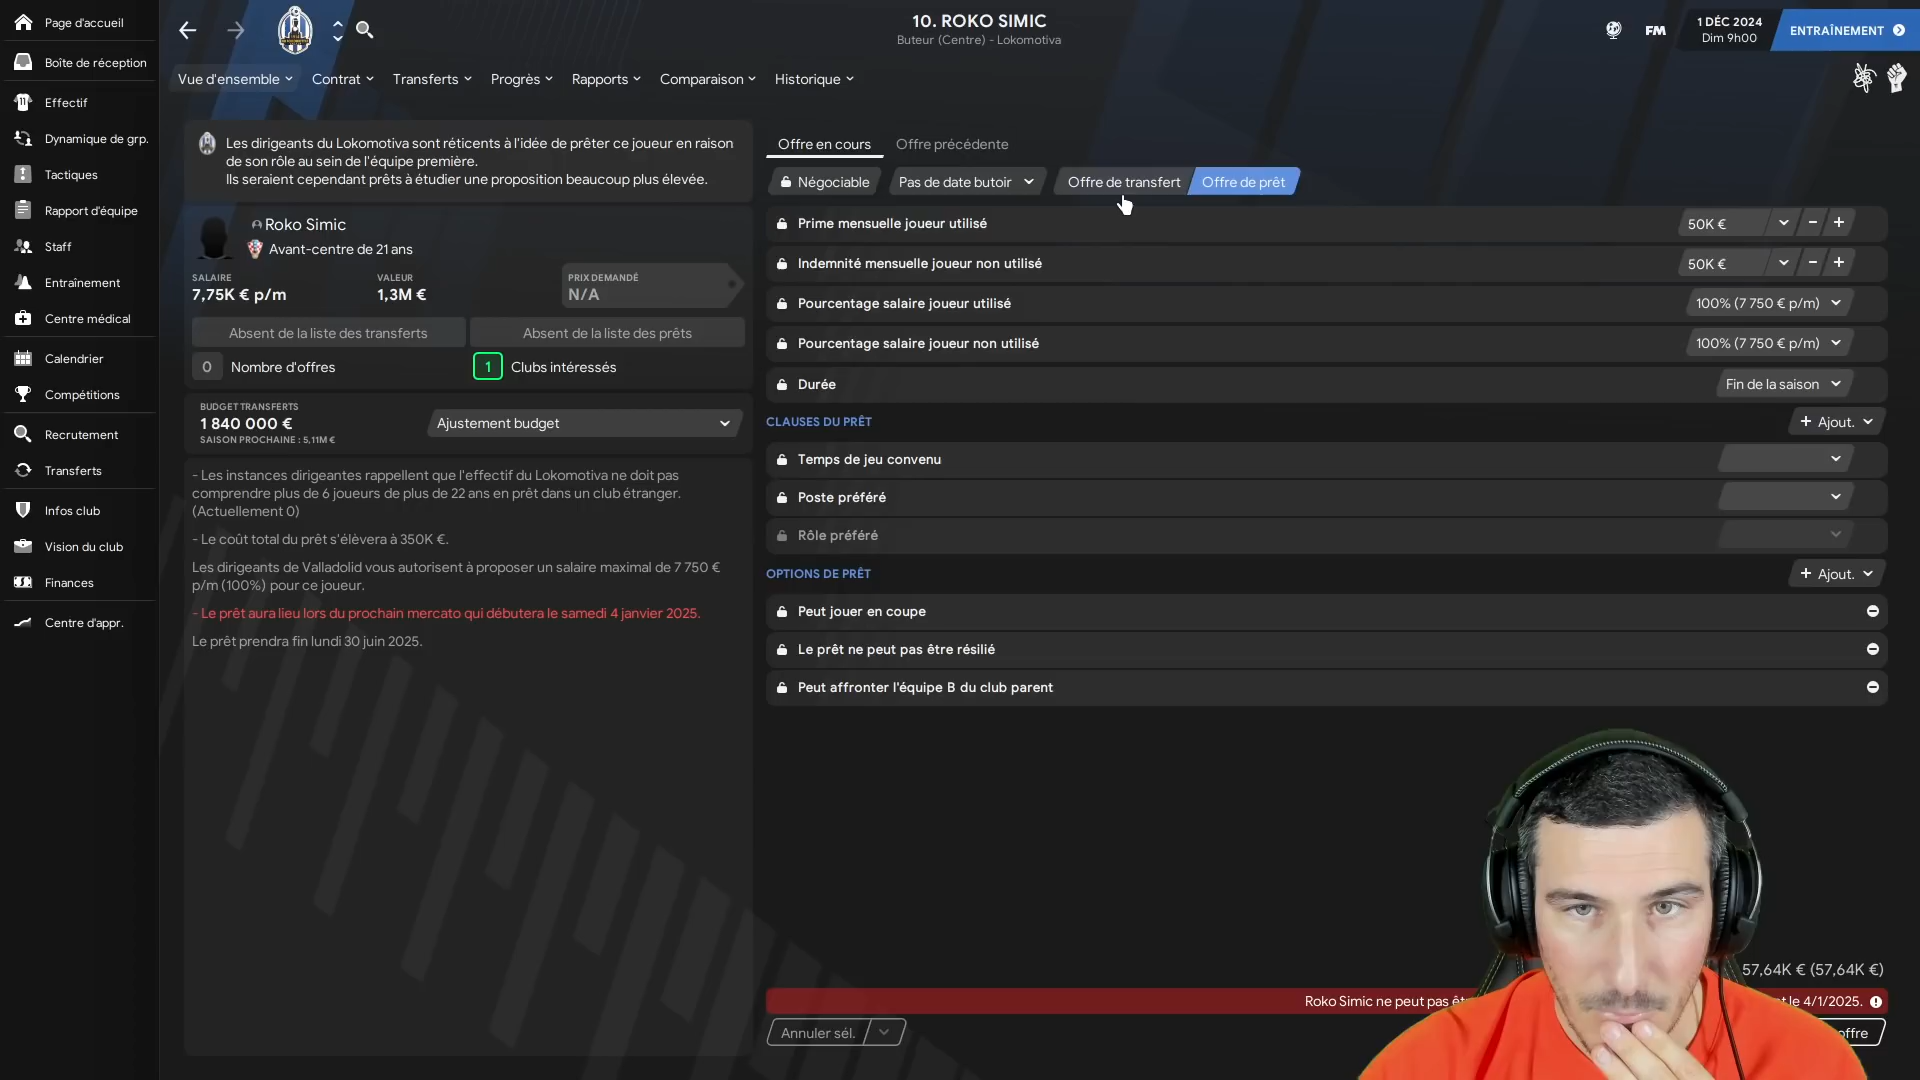 Page d'accueil
Boîte de réception
Effectif
Dynamique de grp.
Tactiques
Rapport d'équipe
Staff
Entraînement
Centre médical
Calendrier
Compétitions
Recrutement
Transferts
Infos club
Vision du club
Finances
Centre d'appr.
10. ROKO SIMIC
Buteur (Centre) - Lokomotiva
FM
1 DÉC 2024
Dim 9h00
ENTRAÎNEMENT
Vue d'ensemble
Contrat
Transferts
Progrès
Rapports
Comparaison
Historique
Les dirigeants du Lokomotiva sont réticents à l'idée de prêter ce joueur en raison
de son rôle au sein de l'équipe première.
Ils seraient cependant prêts à étudier une proposition beaucoup plus élevée.
Roko Simic
Avant-centre de 21 ans
SALAIRE
7,75K € p/m
VALEUR
1,3M €
PRIX DEMANDÉ
N/A
Absent de la liste des transferts
Absent de la liste des prêts
0 Nombre d'offres
1 Clubs intéressés
BUDGET TRANSFERTS
1 840 000 €
SAISON PROCHAINE : 5,11M €
Ajustement budget
- Les instances dirigeantes rappellent que l'effectif du Lokomotiva ne doit pas
comprendre plus de 6 joueurs de plus de 22 ans en prêt dans un club étranger.
(Actuellement 0)
- Le coût total du prêt s'élèvera à 350K €.
Les dirigeants de Valladolid vous autorisent à proposer un salaire maximal de 7 750 €
p/m (100%) pour ce joueur.
- Le prêt aura lieu lors du prochain mercato qui débutera le samedi 4 janvier 2025.
Le prêt prendra fin lundi 30 juin 2025.
Offre en cours
Offre précédente
Négociable
Pas de date butoir
Offre de transfert
Offre de prêt
Prime mensuelle joueur utilisé
50K €
Indemnité mensuelle joueur non utilisé
50K €
Pourcentage salaire joueur utilisé
100% (7 750 € p/m)
Pourcentage salaire joueur non utilisé
100% (7 750 € p/m)
Durée
Fin de la saison
CLAUSES DU PRÊT
+ Ajout.
Temps de jeu convenu
Poste préféré
Rôle préféré
OPTIONS DE PRÊT
+ Ajout.
Peut jouer en coupe
Le prêt ne peut pas être résilié
Peut affronter l'équipe B du club parent
57,64K € (57,64K €)
Roko Simic ne peut pas
le 4/1/2025.
Annuler sél.
offre